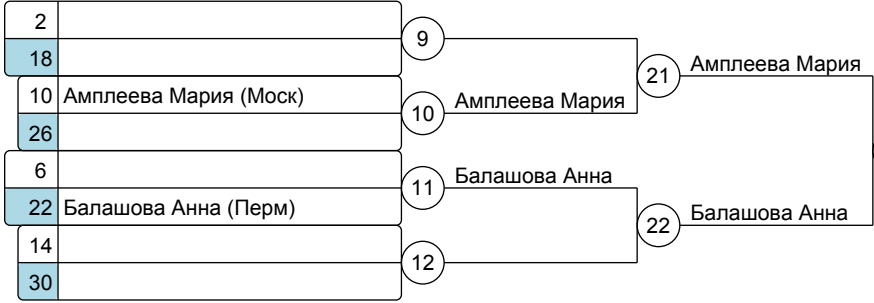 2
9
18
21 Амплеева Мария
10 Амплеева Мария (Моск)
10 Амплеева Мария
26
6
11 Балашова Анна
22 Балашова Анна (Перм)
22 Балашова Анна
14
12
30